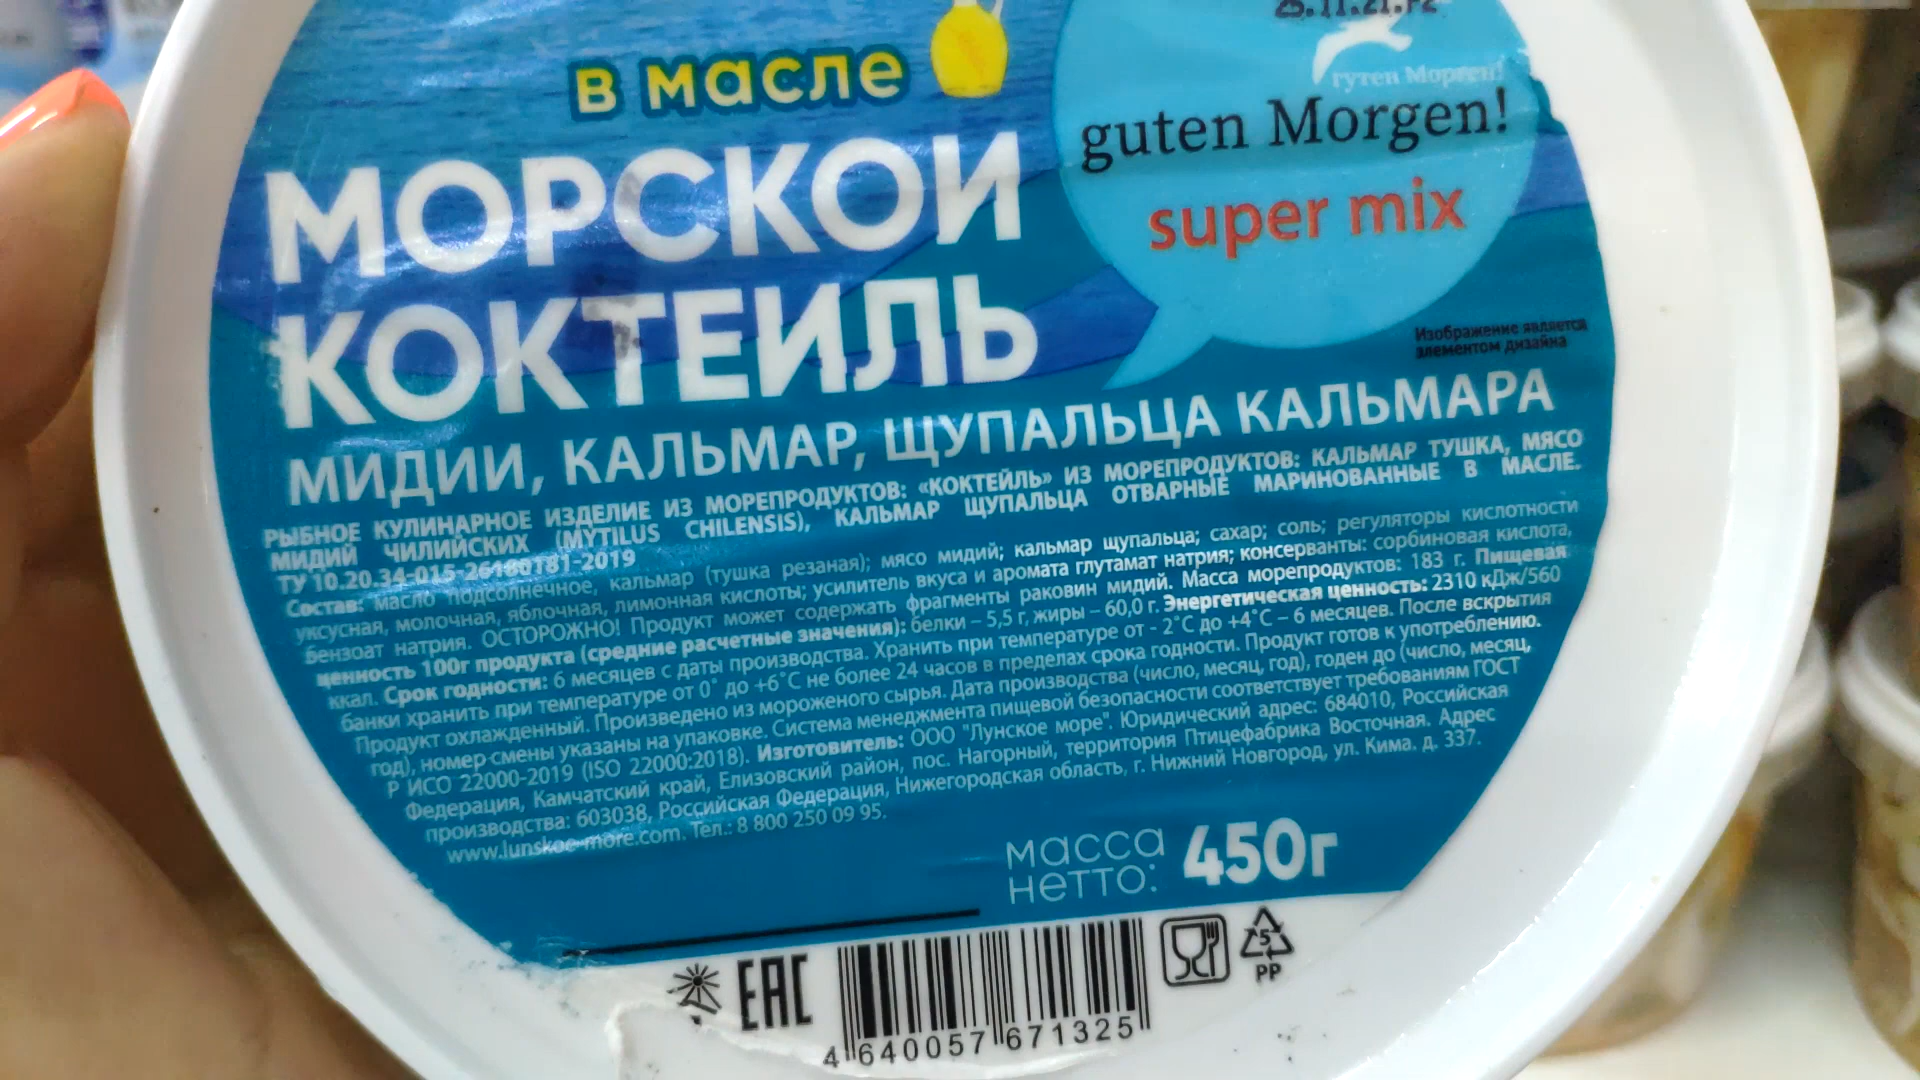 25.11.21.F2
в масле
гутен Морген!
guten Morgen!
super mix
МОРСКОЙ
КОКТЕЙЛЬ
Изображение является
элементом дизайна
МИДИИ, КАЛЬМАР, ЩУПАЛЬЦА КАЛЬМАРА
РЫБНОЕ КУЛИНАРНОЕ ИЗДЕЛИЕ ИЗ МОРЕПРОДУКТОВ: «КОКТЕЙЛЬ» ИЗ МОРЕПРОДУКТОВ: КАЛЬМАР ТУШКА, МЯСО
МИДИЙ ЧИЛИЙСКИХ (MYTILUS CHILENSIS), КАЛЬМАР ЩУПАЛЬЦА ОТВАРНЫЕ МАРИНОВАННЫЕ В МАСЛЕ.
ТУ 10.20.34-015-26180181-2019
Состав: масло подсолнечное, кальмар (тушка резаная); мясо мидий; кальмар щупальца; сахар; соль; регуляторы кислотности
уксусная, молочная, яблочная, лимонная кислоты; усилитель вкуса и аромата глутамат натрия; консерванты: сорбиновая кислота,
бензоат натрия. ОСТОРОЖНО! Продукт может содержать фрагменты раковин мидий. Масса морепродуктов: 183 г. Пищевая
ценность 100г продукта (средние расчетные значения): белки – 5,5 г, жиры – 60,0 г. Энергетическая ценность: 2310 кДж/560
ккал. Срок годности: 6 месяцев с даты производства. Хранить при температуре от - 2°С до +4°С – 6 месяцев. После вскрытия
банки хранить при температуре от 0° до +6°С не более 24 часов в пределах срока годности. Продукт готов к употреблению.
Продукт охлажденный. Произведено из мороженого сырья. Дата производства (число, месяц, год), годен до (число, месяц,
год), номер смены указаны на упаковке. Система менеджмента пищевой безопасности соответствует требованиям ГОСТ
Р ИСО 22000-2019 (ISO 22000:2018). Изготовитель: ООО "Лунское море". Юридический адрес: 684010, Российская
Федерация, Камчатский край, Елизовский район, пос. Нагорный, территория Птицефабрика Восточная. Адрес
производства: 603038, Российская Федерация, Нижегородская область, г. Нижний Новгород, ул. Кима. д. 337.
www.lunskoe-more.com. Тел.: 8 800 250 09 95.
масса
нетто: 450г
ЕАС
4 640057 671325
5
PP